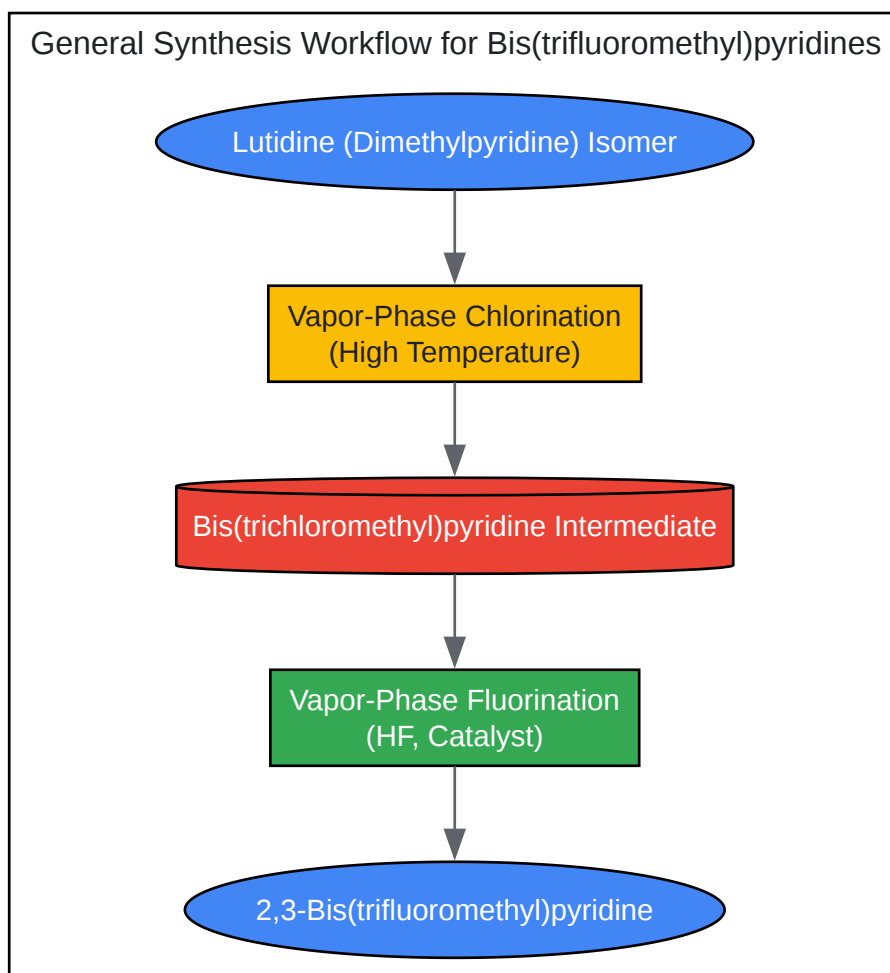 General Synthesis Workflow for Bis(trifluoromethyl)pyridines
Lutidine (Dimethylpyridine) Isomer
Vapor-Phase Chlorination
(High Temperature)
Bis(trichloromethyl)pyridine Intermediate
Vapor-Phase Fluorination
(HF, Catalyst)
2,3-Bis(trifluoromethyl)pyridine